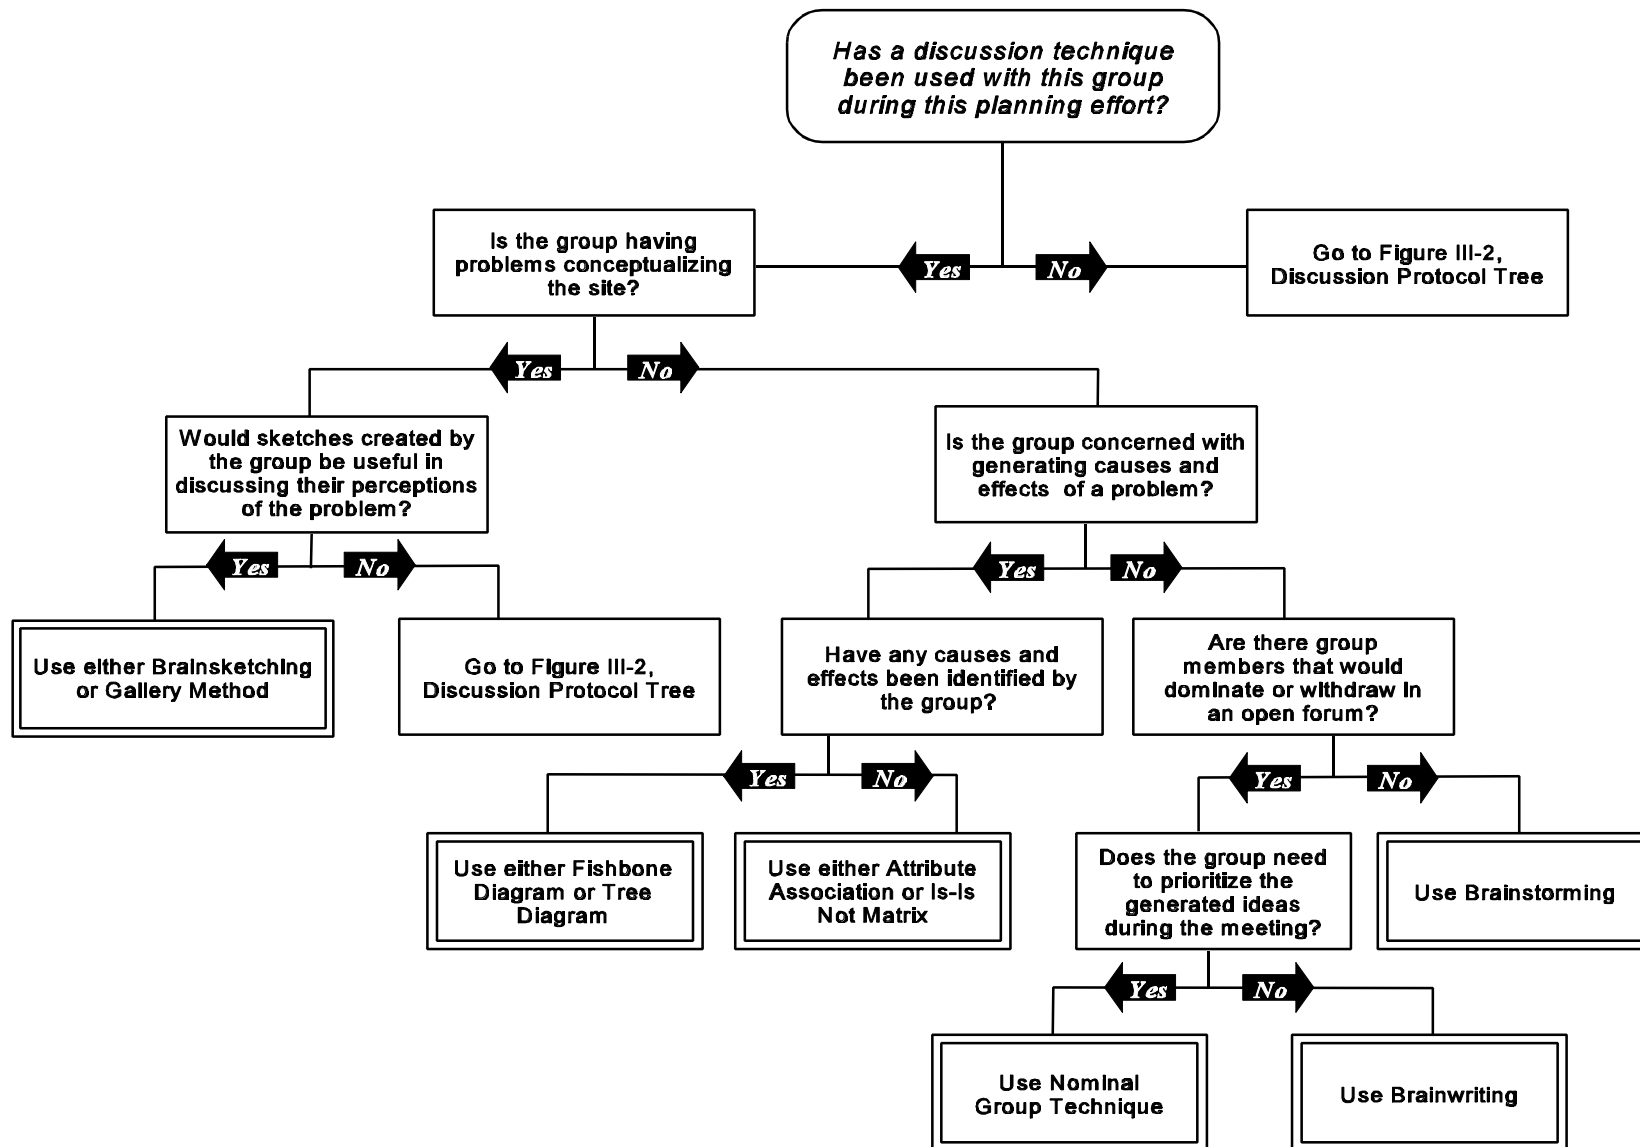 Has a discussion technique
been used with this group
during this planning effort?
Is the group having
problems conceptualizing
the site?
Yes
No
Go to Figure III-2,
Discussion Protocol Tree
Yes
No
Would sketches created by
the group be useful in
discussing their perceptions
of the problem?
Is the group concerned with
generating causes and
effects of a problem?
Yes
No
Yes
No
Use either Brainsketching
or Gallery Method
Go to Figure III-2,
Discussion Protocol Tree
Have any causes and
effects been identified by
the group?
Are there group
members that would
dominate or withdraw in
an open forum?
Yes
No
Yes
No
Use either Fishbone
Diagram or Tree
Diagram
Use either Attribute
Association or Is-Is
Not Matrix
Does the group need
to prioritize the
generated ideas
during the meeting?
Use Brainstorming
Yes
No
Use Nominal
Group Technique
Use Brainwriting